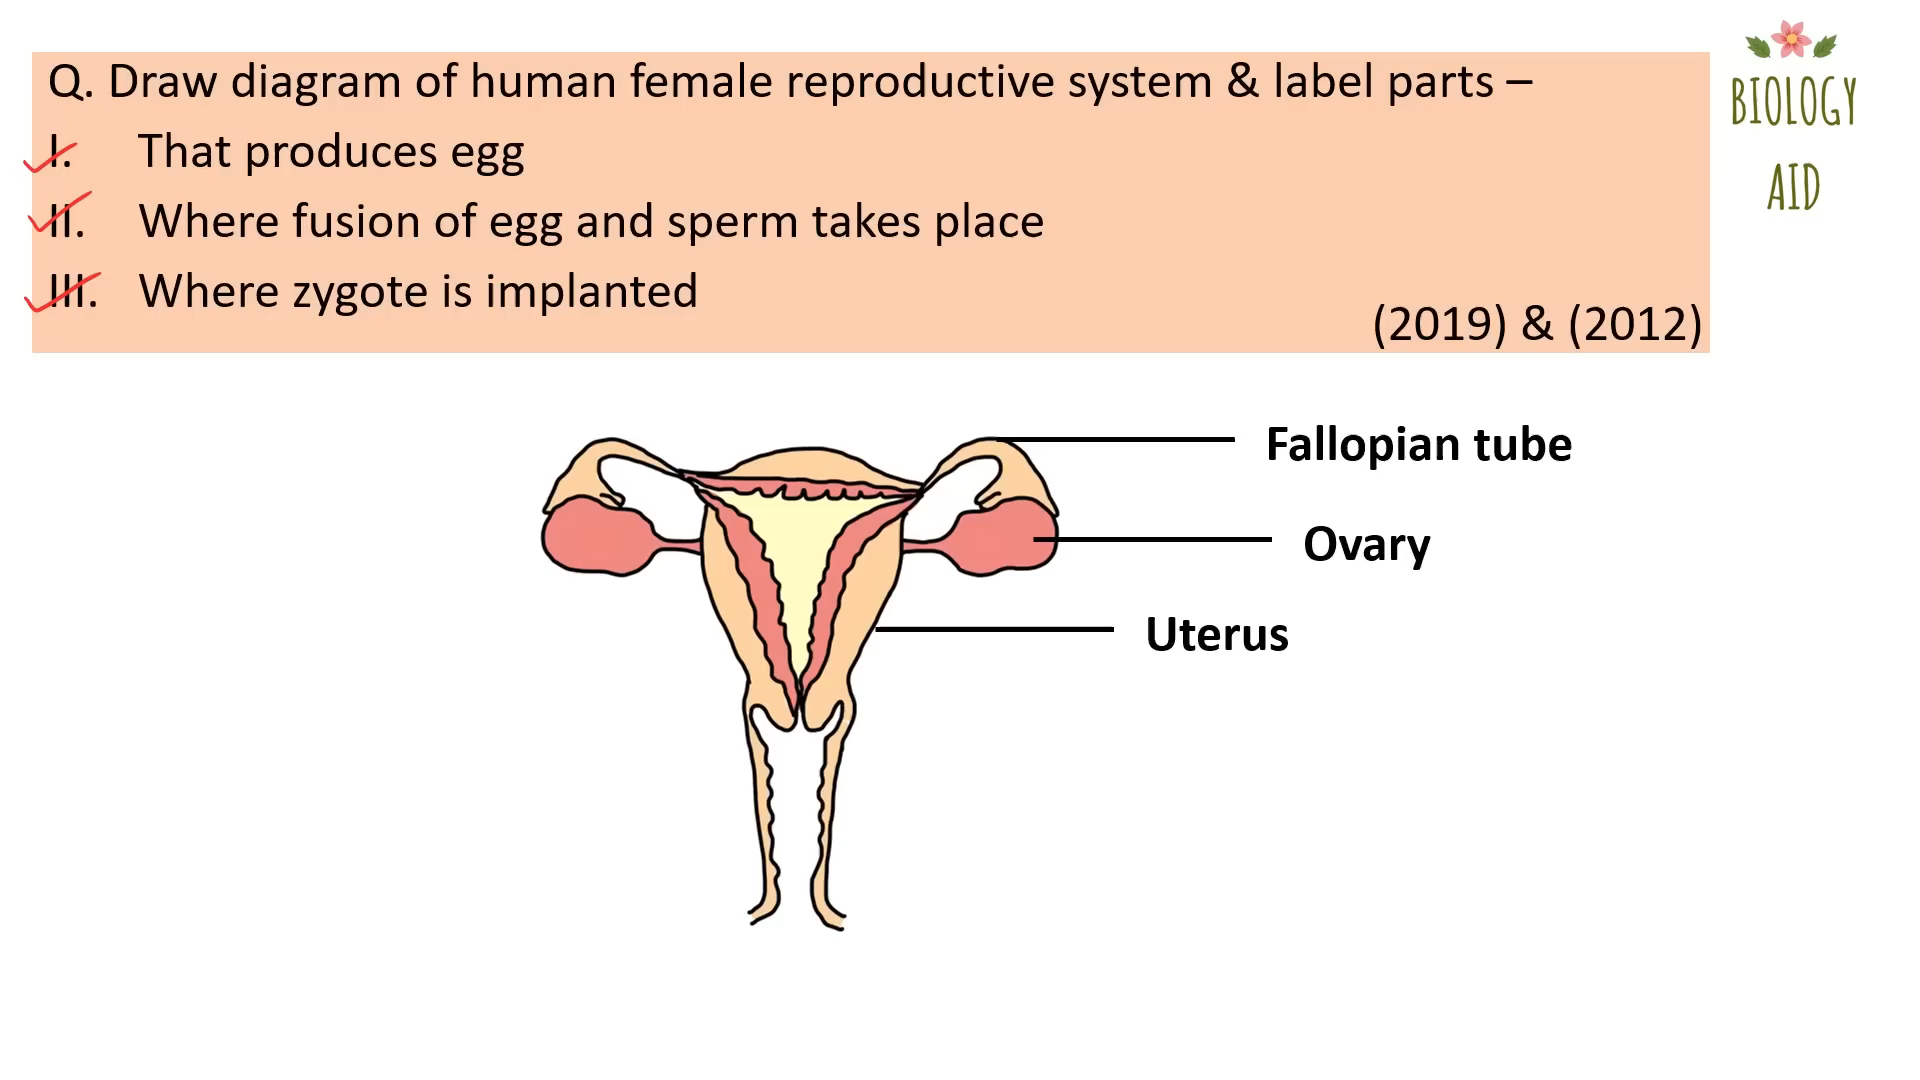 Q. Draw diagram of human female reproductive system & label parts –
I. That produces egg
II. Where fusion of egg and sperm takes place
III. Where zygote is implanted
(2019) & (2012)
BIOLOGY
AID
Fallopian tube
Ovary
Uterus